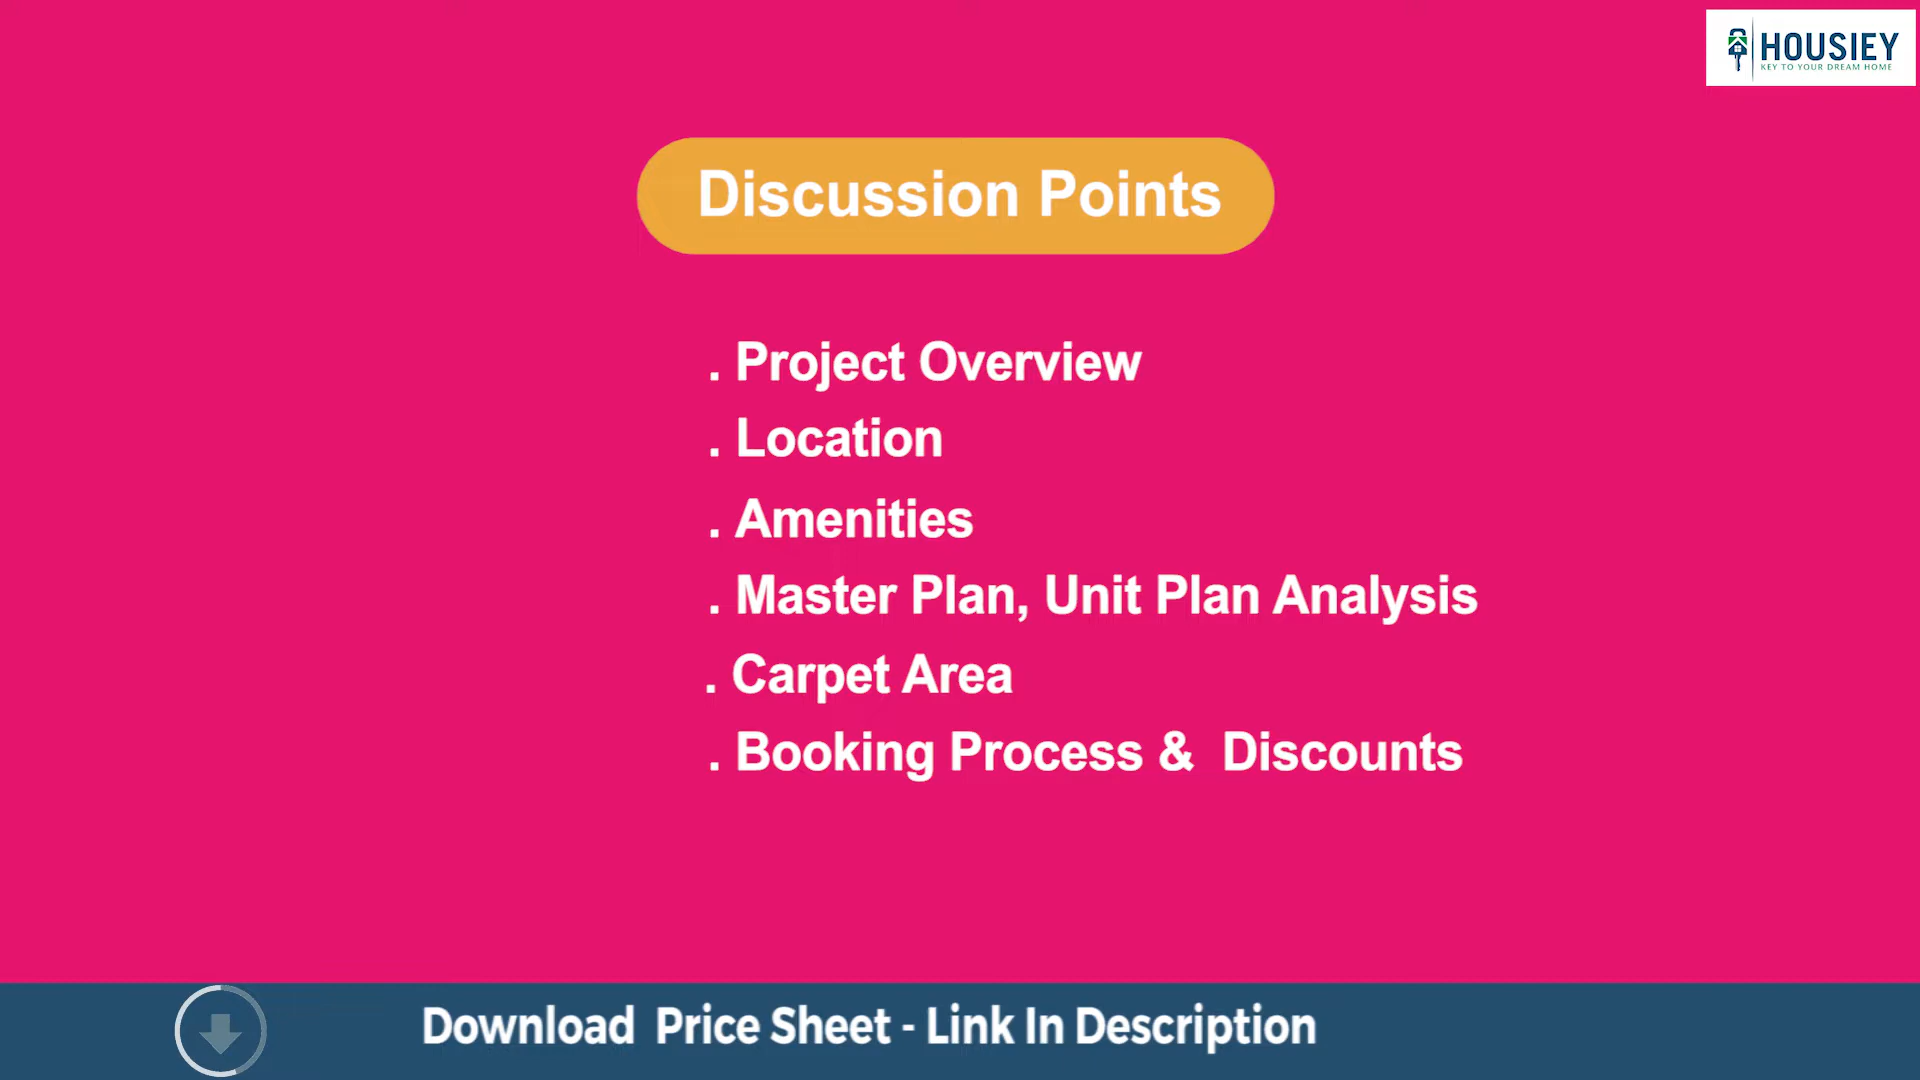 HOUSIEY
KEY TO YOUR DREAM HOME
Discussion Points
. Project Overview
. Location
. Amenities
. Master Plan, Unit Plan Analysis
. Carpet Area
. Booking Process & Discounts
Download Price Sheet - Link In Description